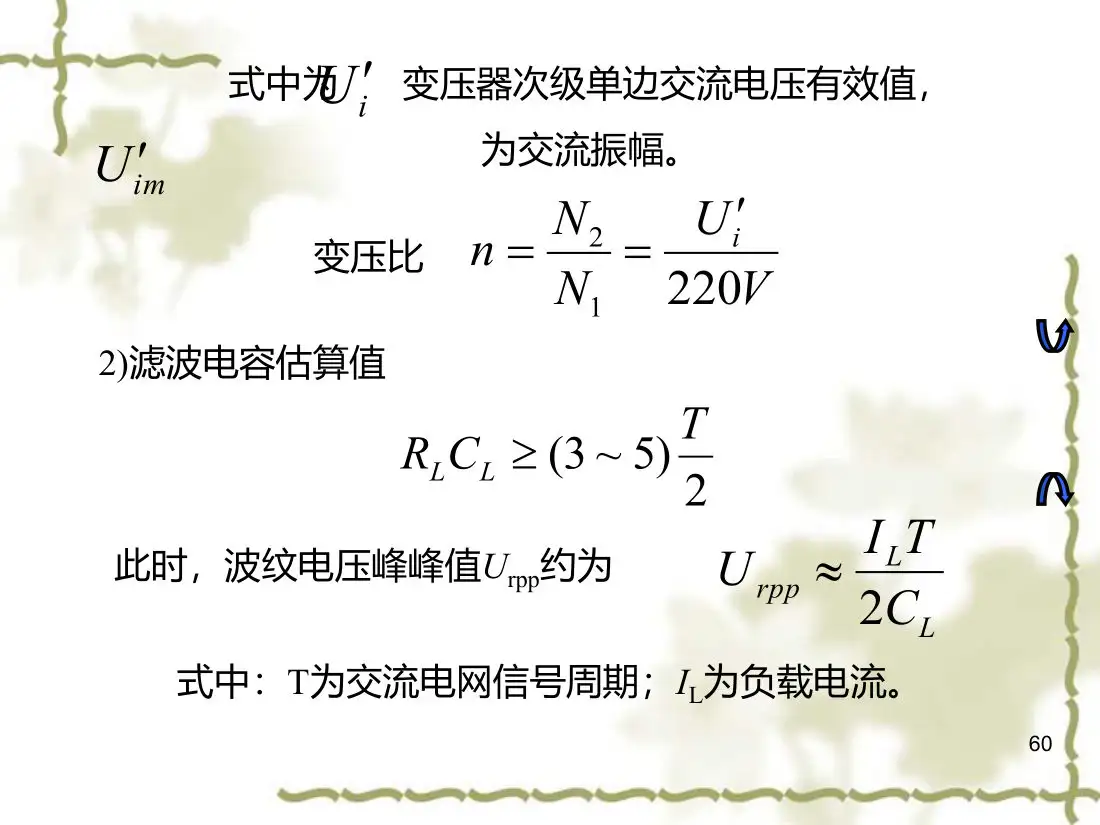 式中为U′i 变压器次级单边交流电压有效值，
U′im 为交流振幅。
变压比 n = N2/N1 = U′i/220V
2)滤波电容估算值
RLCL ≥ (3 ~ 5) T/2
此时，波纹电压峰峰值Urpp约为 Urpp ≈ ILT/2CL
式中：T为交流电网信号周期；IL为负载电流。
60